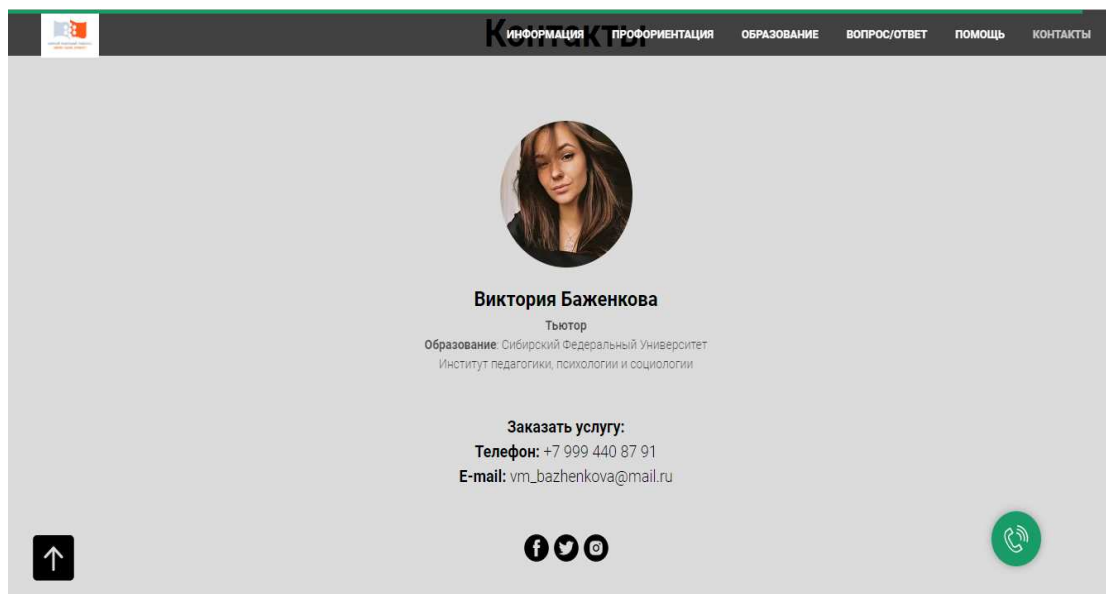 Контакты
ИНФОРМАЦИЯ ПРОФОРИЕНТАЦИЯ ОБРАЗОВАНИЕ ВОПРОС/ОТВЕТ ПОМОЩЬ КОНТАКТЫ
Виктория Баженкова
Тьютор
Образование: Сибирский Федеральный Университет
Институт педагогики, психологии и социологии
Заказать услугу:
Телефон: +7 999 440 87 91
E-mail: vm_bazhenkova@mail.ru